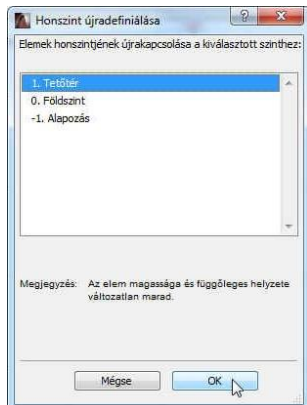 Honszint újradefiniálása
Elemek honszintjének újrakapcsolása a kiválasztott szinthez:
1. Tetőtér
0. Földszint
-1. Alapozás
Megjegyzés: Az elem magassága és függőleges helyzete
változatlan marad.
Mégse
OK